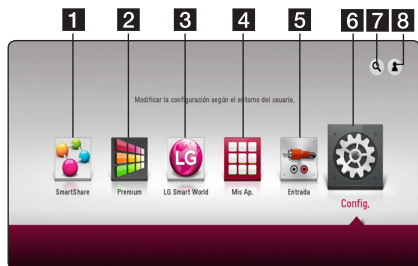 1 2 3 4 5 6 7 8
Modificar la configuración según el entorno del usuario,
LG
SmartShare Premium LG Smart World Mis Ap, Entrada Config,